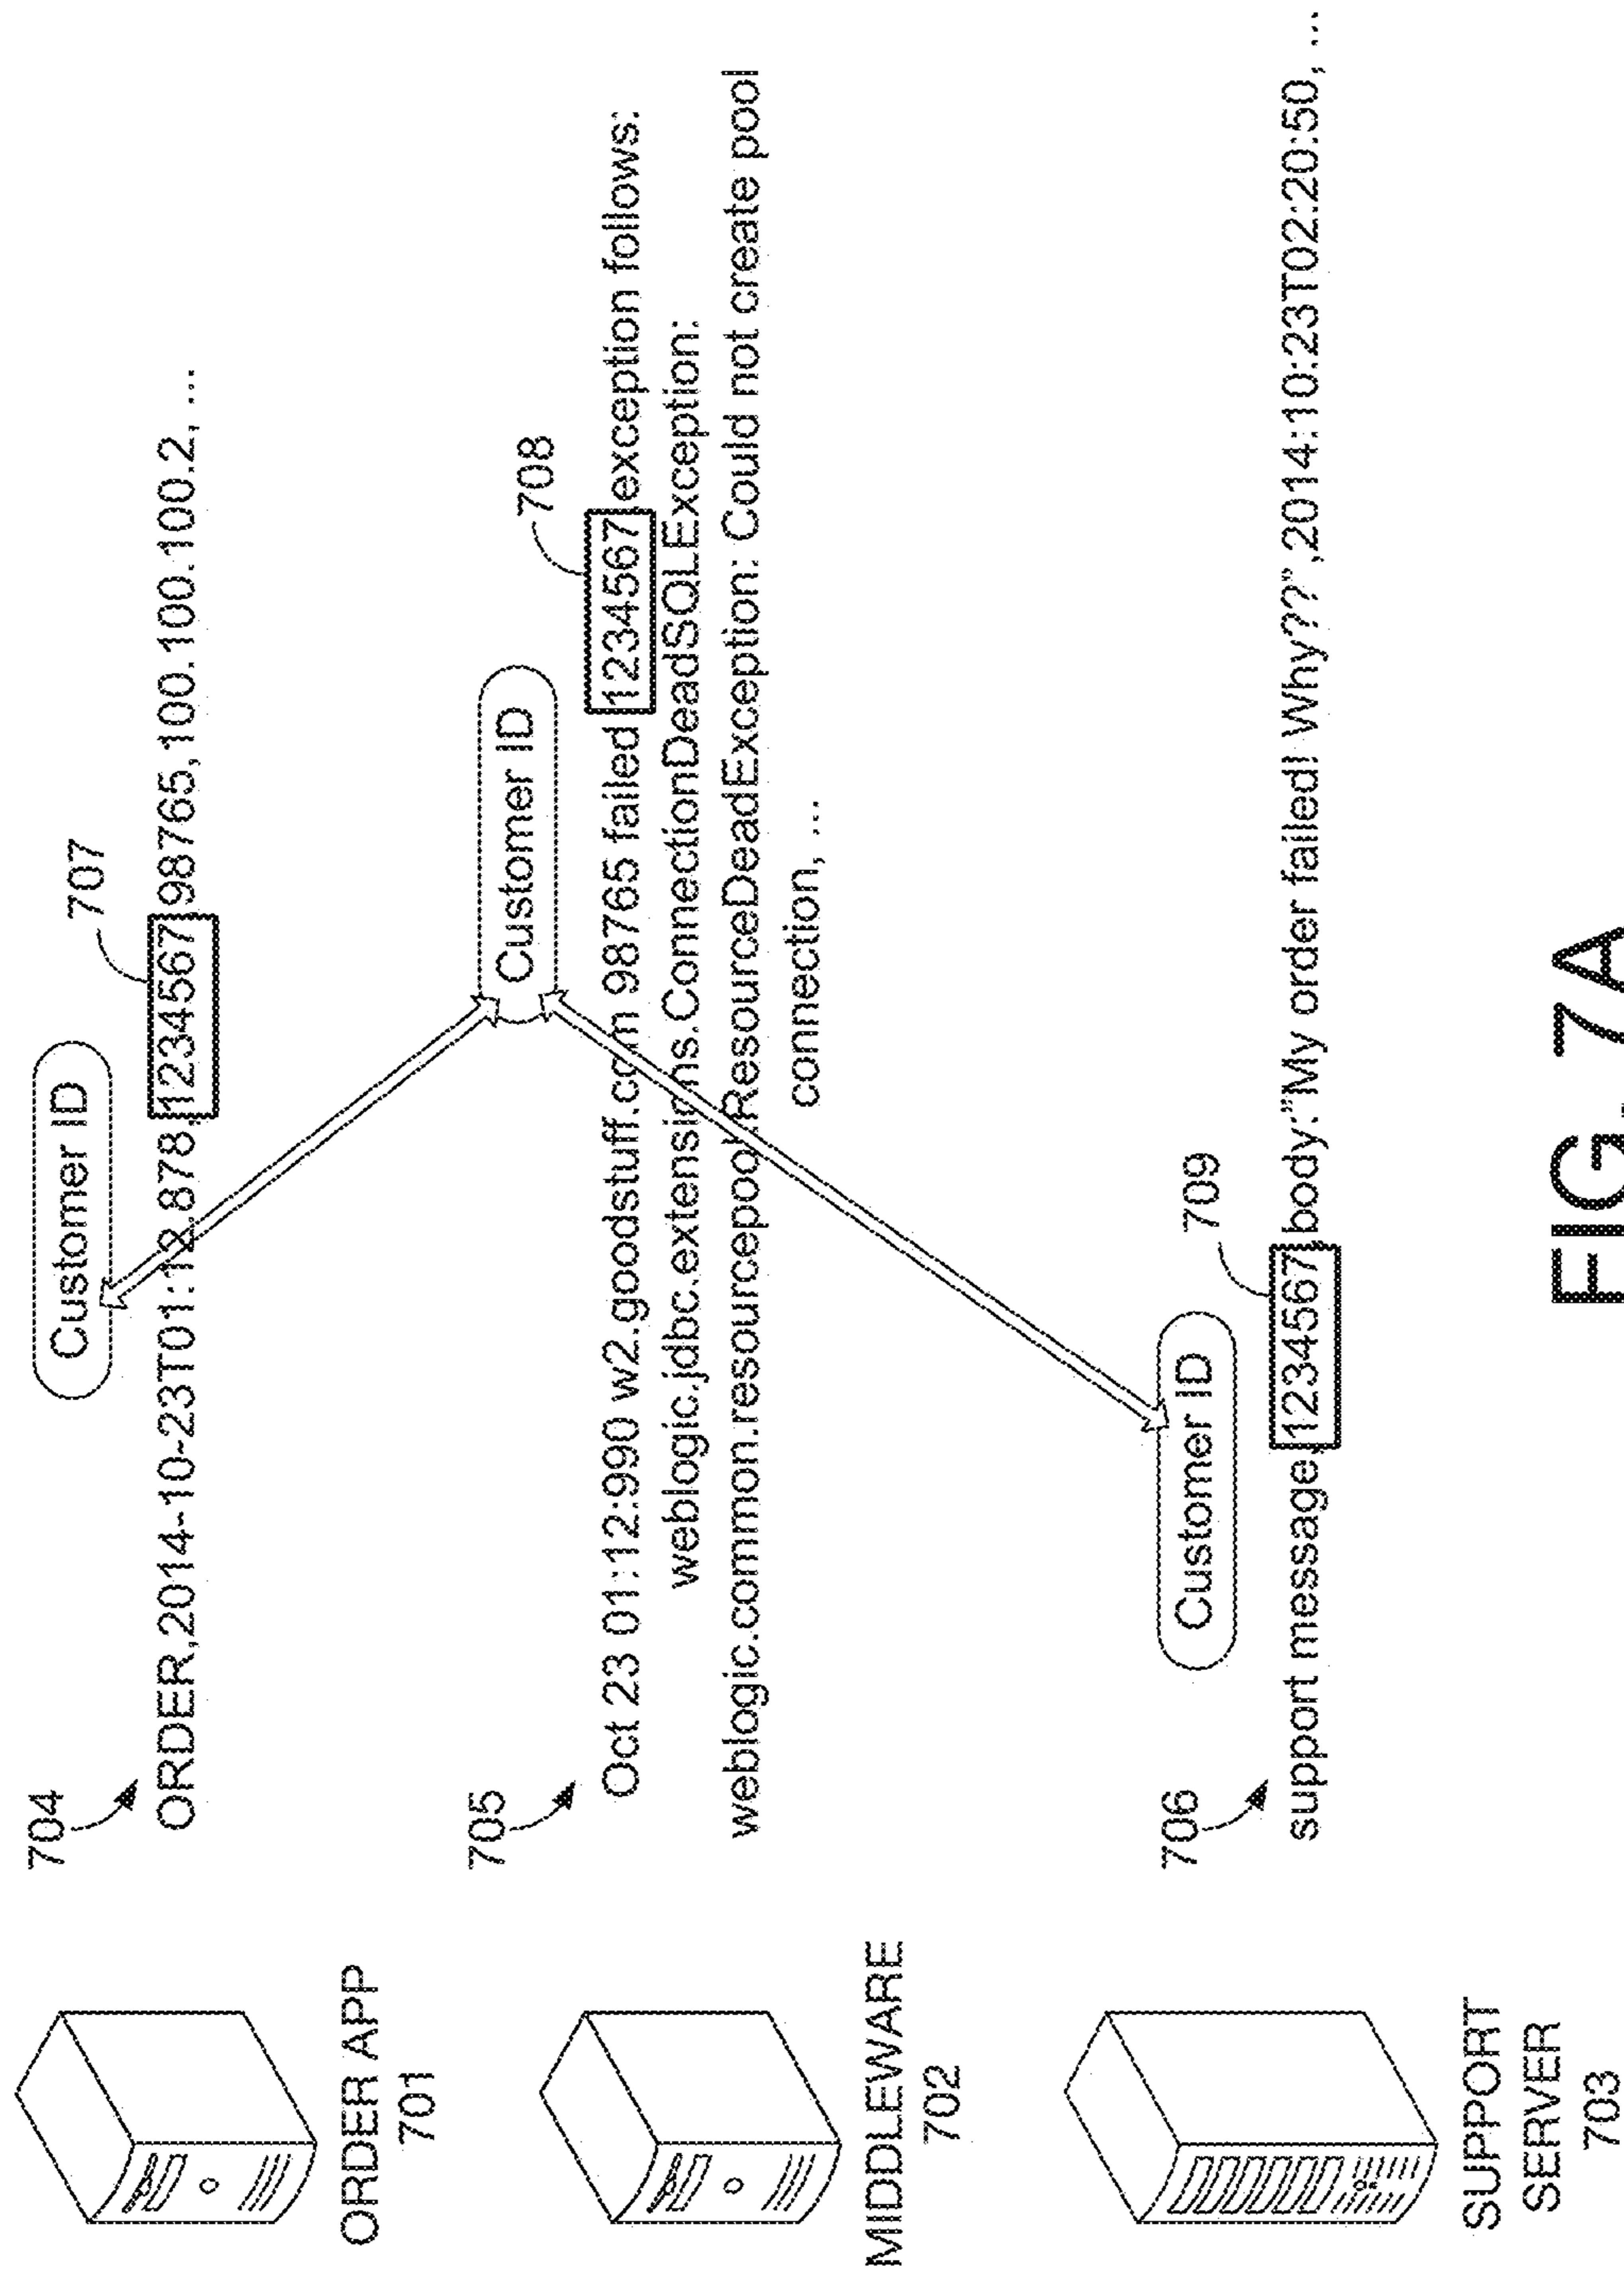 ORDER APP
701
704
Customer ID
707
ORDER,2014-10-23T01:12.878,1234567,98765,100.100.100.2, ...
MIDDLEWARE
702
705
Customer ID
708
Oct 23 01:12:990 w2.goodstuff.com 98765 failed 1234567 exception follows:
weblogic.jdbc.extensions.ConnectionDeadSQLException:
weblogic.common.resourcepool.ResourceDeadException: Could not create pool
connection, ...
SUPPORT
SERVER
703
706
Customer ID
709
support message,1234567,body:"My order failed! Why??",2014:10:23T02:20:50, ...
FIG. 7A